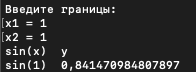 Введите границы:
x1 = 1
x2 = 1
sin(x)  y
sin(1)  0,841470984807897